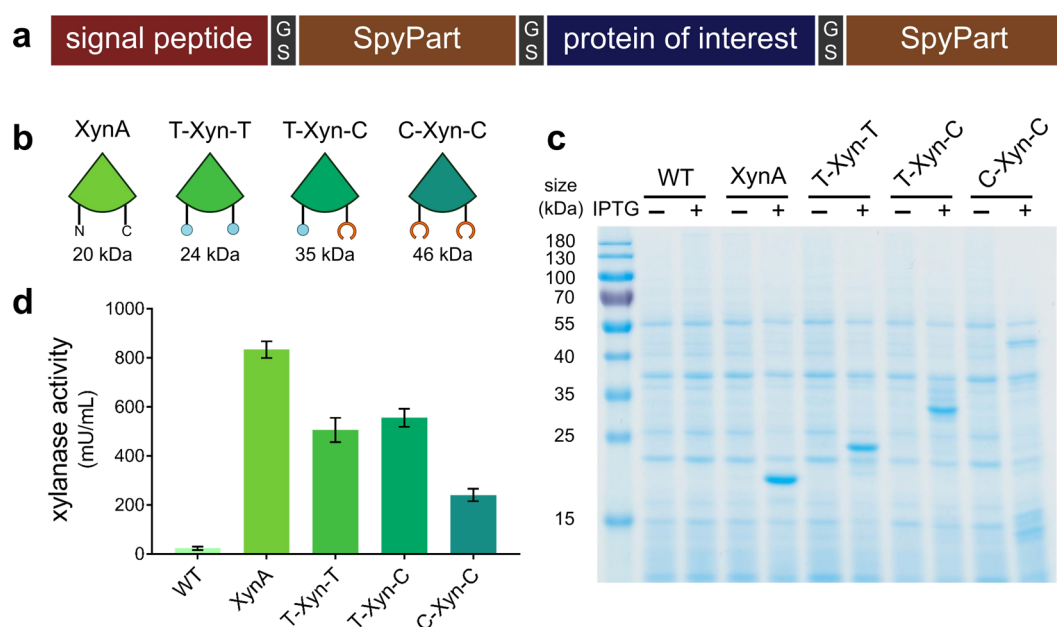 a
signal peptide
G
S
SpyPart
G
S
protein of interest
G
S
SpyPart
b
XynA
T-Xyn-T
T-Xyn-C
C-Xyn-C
N
C
20 kDa
24 kDa
35 kDa
46 kDa
c
size
(kDa)
IPTG
WT
XynA
T-Xyn-T
T-Xyn-C
C-Xyn-C
– + – + – + – + – +
180
130
100
70
55
40
35
25
15
d
xylanase activity
(mU/mL)
1000
800
600
400
200
0
WT
XynA
T-Xyn-T
T-Xyn-C
C-Xyn-C